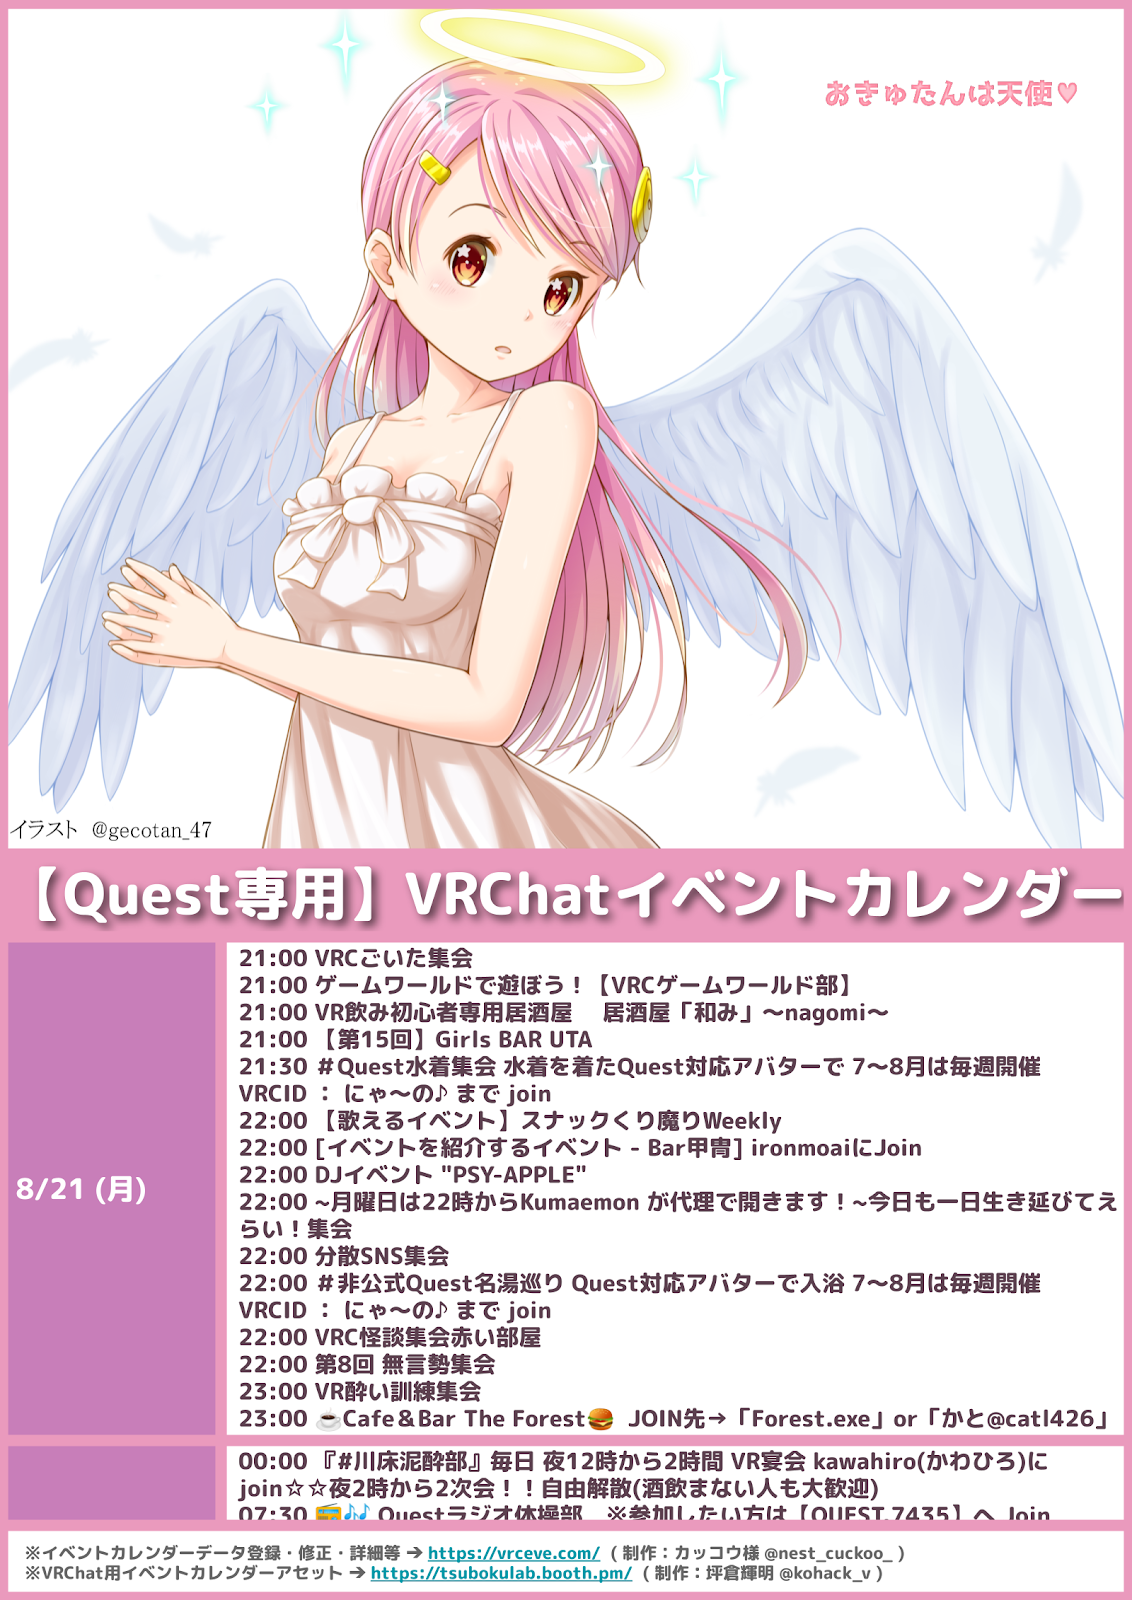 おきゅたんは天使♥
イラスト @gecotan_47
【Quest専用】VRChatイベントカレンダー
8/21 (月)
21:00 VRCごいた集会
21:00 ゲームワールドで遊ぼう！【VRCゲームワールド部】
21:00 VR飲み初心者専用居酒屋　居酒屋「和み」～nagomi～
21:00 【第15回】Girls BAR UTA
21:30 ＃Quest水着集会 水着を着たQuest対応アバターで 7～8月は毎週開催
VRCID ： にゃ～の♪ まで join
22:00 【歌えるイベント】スナックくり魔りWeekly
22:00 [イベントを紹介するイベント - Bar甲冑] ironmoaiにJoin
22:00 DJイベント "PSY-APPLE"
22:00 ~月曜日は22時からKumaemon が代理で開きます！~今日も一日生き延びてえ
らい！集会
22:00 分散SNS集会
22:00 ＃非公式Quest名湯巡り Quest対応アバターで入浴 7～8月は毎週開催
VRCID ： にゃ～の♪ まで join
22:00 VRC怪談集会赤い部屋
22:00 第8回 無言勢集会
23:00 VR酔い訓練集会
23:00 ☕Cafe＆Bar The Forest🍔 JOIN先→「Forest.exe」or「かと@catl426」
00:00 『#川床泥酔部』毎日 夜12時から2時間 VR宴会 kawahiro(かわひろ)に
join☆☆夜2時から2次会！！自由解散(酒飲まない人も大歓迎)
07:30 📻🎶 Questラジオ体操部　※参加したい方は【QUEST.7435】へ Join
※イベントカレンダーデータ登録・修正・詳細等 ➔ https://vrceve.com/ ( 制作：カッコウ様 @nest_cuckoo_ )
※VRChat用イベントカレンダーアセット ➔ https://tsubokulab.booth.pm/ ( 制作：坪倉輝明 @kohack_v )